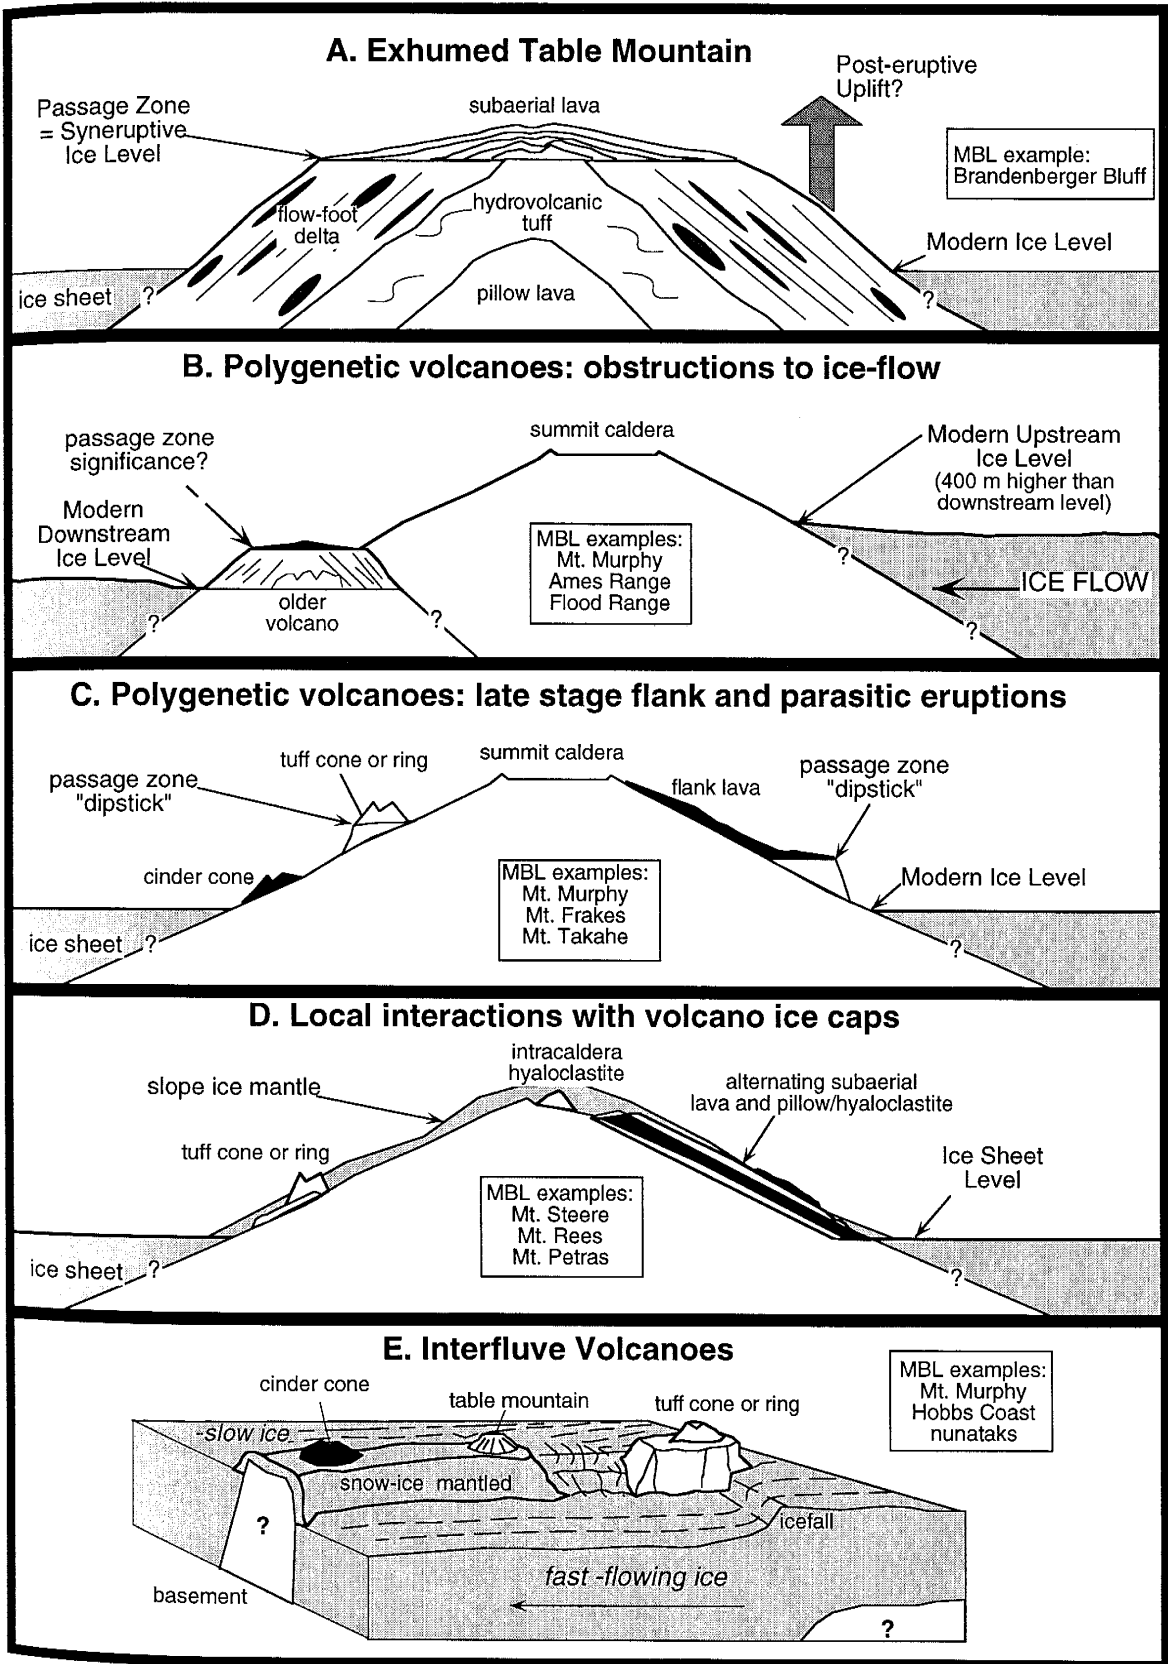 A. Exhumed Table Mountain
Post-eruptive
Uplift?
Passage Zone
= Syneruptive
Ice Level
subaerial lava
MBL example:
Brandenberger Bluff
flow-foot
delta
hydrovolcanic
tuff
Modern Ice Level
ice sheet
?
pillow lava
?
B. Polygenetic volcanoes: obstructions to ice-flow
passage zone
significance?
summit caldera
Modern Upstream
Ice Level
(400 m higher than
downstream level)
Modern
Downstream
Ice Level
MBL examples:
Mt. Murphy
Ames Range
Flood Range
?
ICE FLOW
older
volcano
?
?
?
C. Polygenetic volcanoes: late stage flank and parasitic eruptions
tuff cone or ring
summit caldera
passage zone
"dipstick"
flank lava
passage zone
"dipstick"
cinder cone
MBL examples:
Mt. Murphy
Mt. Frakes
Mt. Takahe
Modern Ice Level
ice sheet
?
?
D. Local interactions with volcano ice caps
intracaldera
hyaloclastite
slope ice mantle
alternating subaerial
lava and pillow/hyaloclastite
tuff cone or ring
Ice Sheet
Level
MBL examples:
Mt. Steere
Mt. Rees
Mt. Petras
ice sheet
?
?
E. Interfluve Volcanoes
MBL examples:
Mt. Murphy
Hobbs Coast
nunataks
cinder cone
table mountain
tuff cone or ring
-slow ice
snow-ice mantled
?
icefall
fast -flowing ice
basement
?